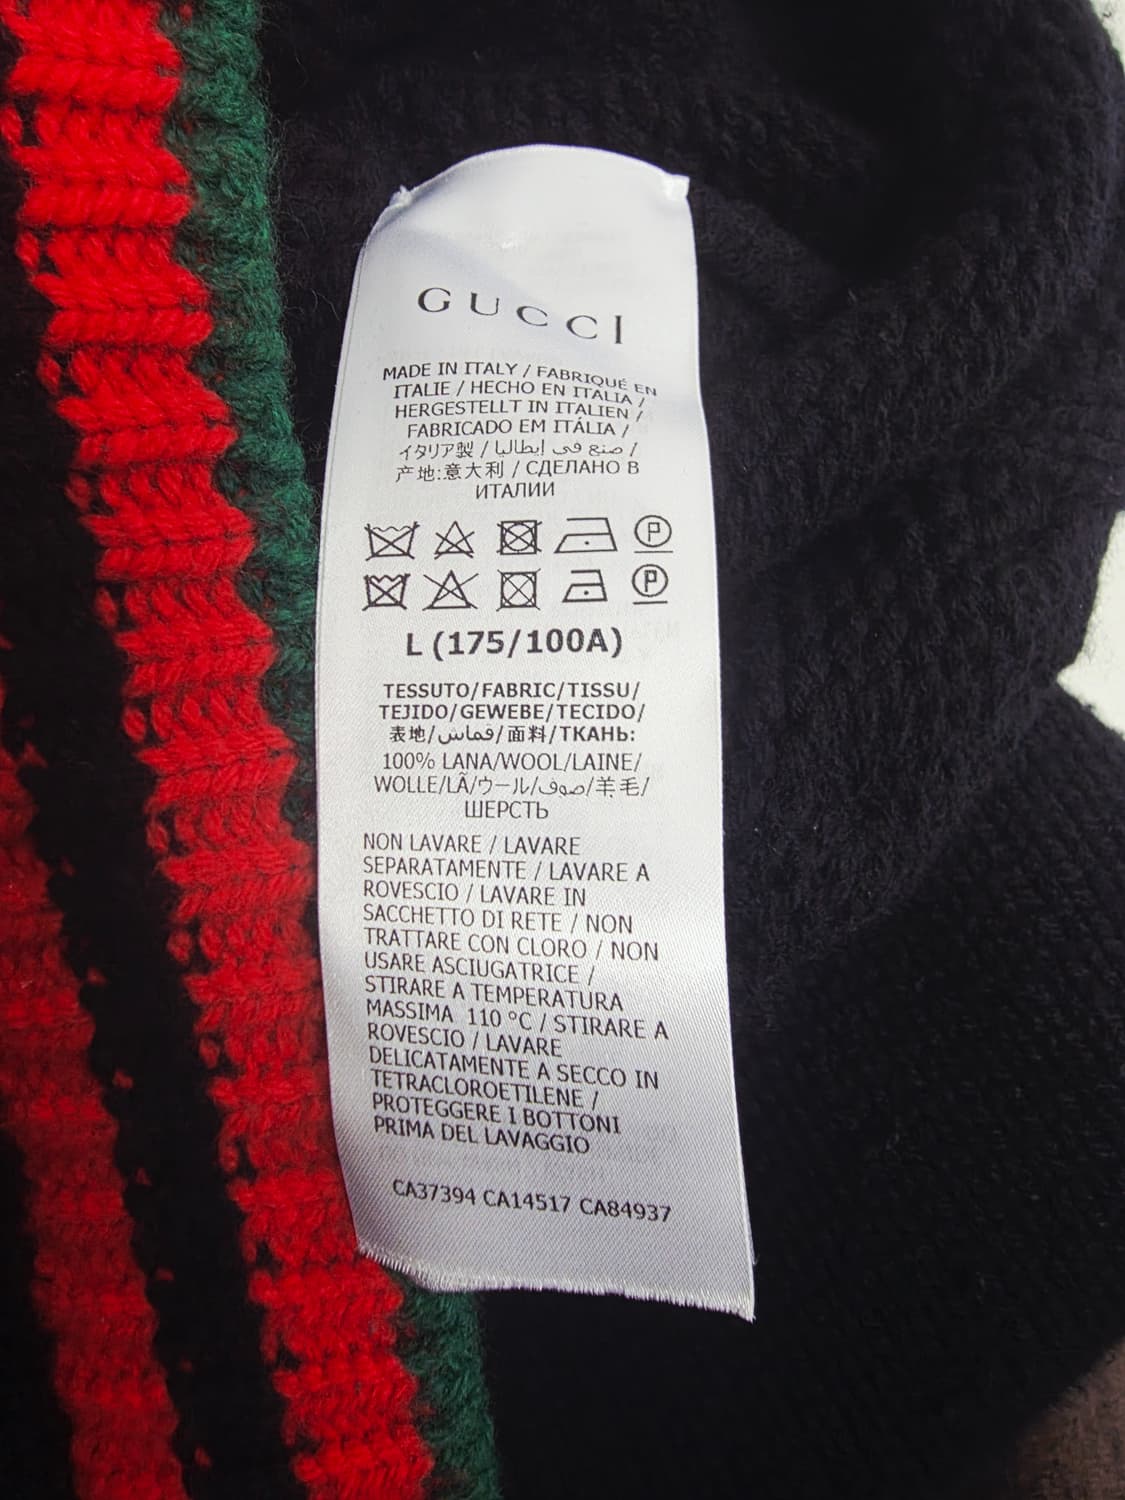 GUCCI
MADE IN ITALY / FABRIQUÉ EN
ITALIE / HECHO EN ITALIA /
HERGESTELLT IN ITALIEN /
FABRICADO EM ITÁLIA /
イタリア製 / صنع في إيطاليا /
产地:意大利 / СДЕЛАНО В
ИТАЛИИ
P
P
L (175/100A)
TESSUTO/FABRIC/TISSU/
TEJIDO/GEWEBE/TECIDO/
表地/قماش/面料/ТКАНЬ:
100% LANA/WOOL/LAINE/
WOLLE/LÃ/ウール/صوف/羊毛/
ШЕРСТЬ
NON LAVARE / LAVARE
SEPARATAMENTE / LAVARE A
ROVESCIO / LAVARE IN
SACCHETTO DI RETE / NON
TRATTARE CON CLORO / NON
USARE ASCIUGATRICE /
STIRARE A TEMPERATURA
MASSIMA 110 °C / STIRARE A
ROVESCIO / LAVARE
DELICATAMENTE A SECCO IN
TETRACLOROETILENE /
PROTEGGERE I BOTTONI
PRIMA DEL LAVAGGIO
CA37394 CA14517 CA84937